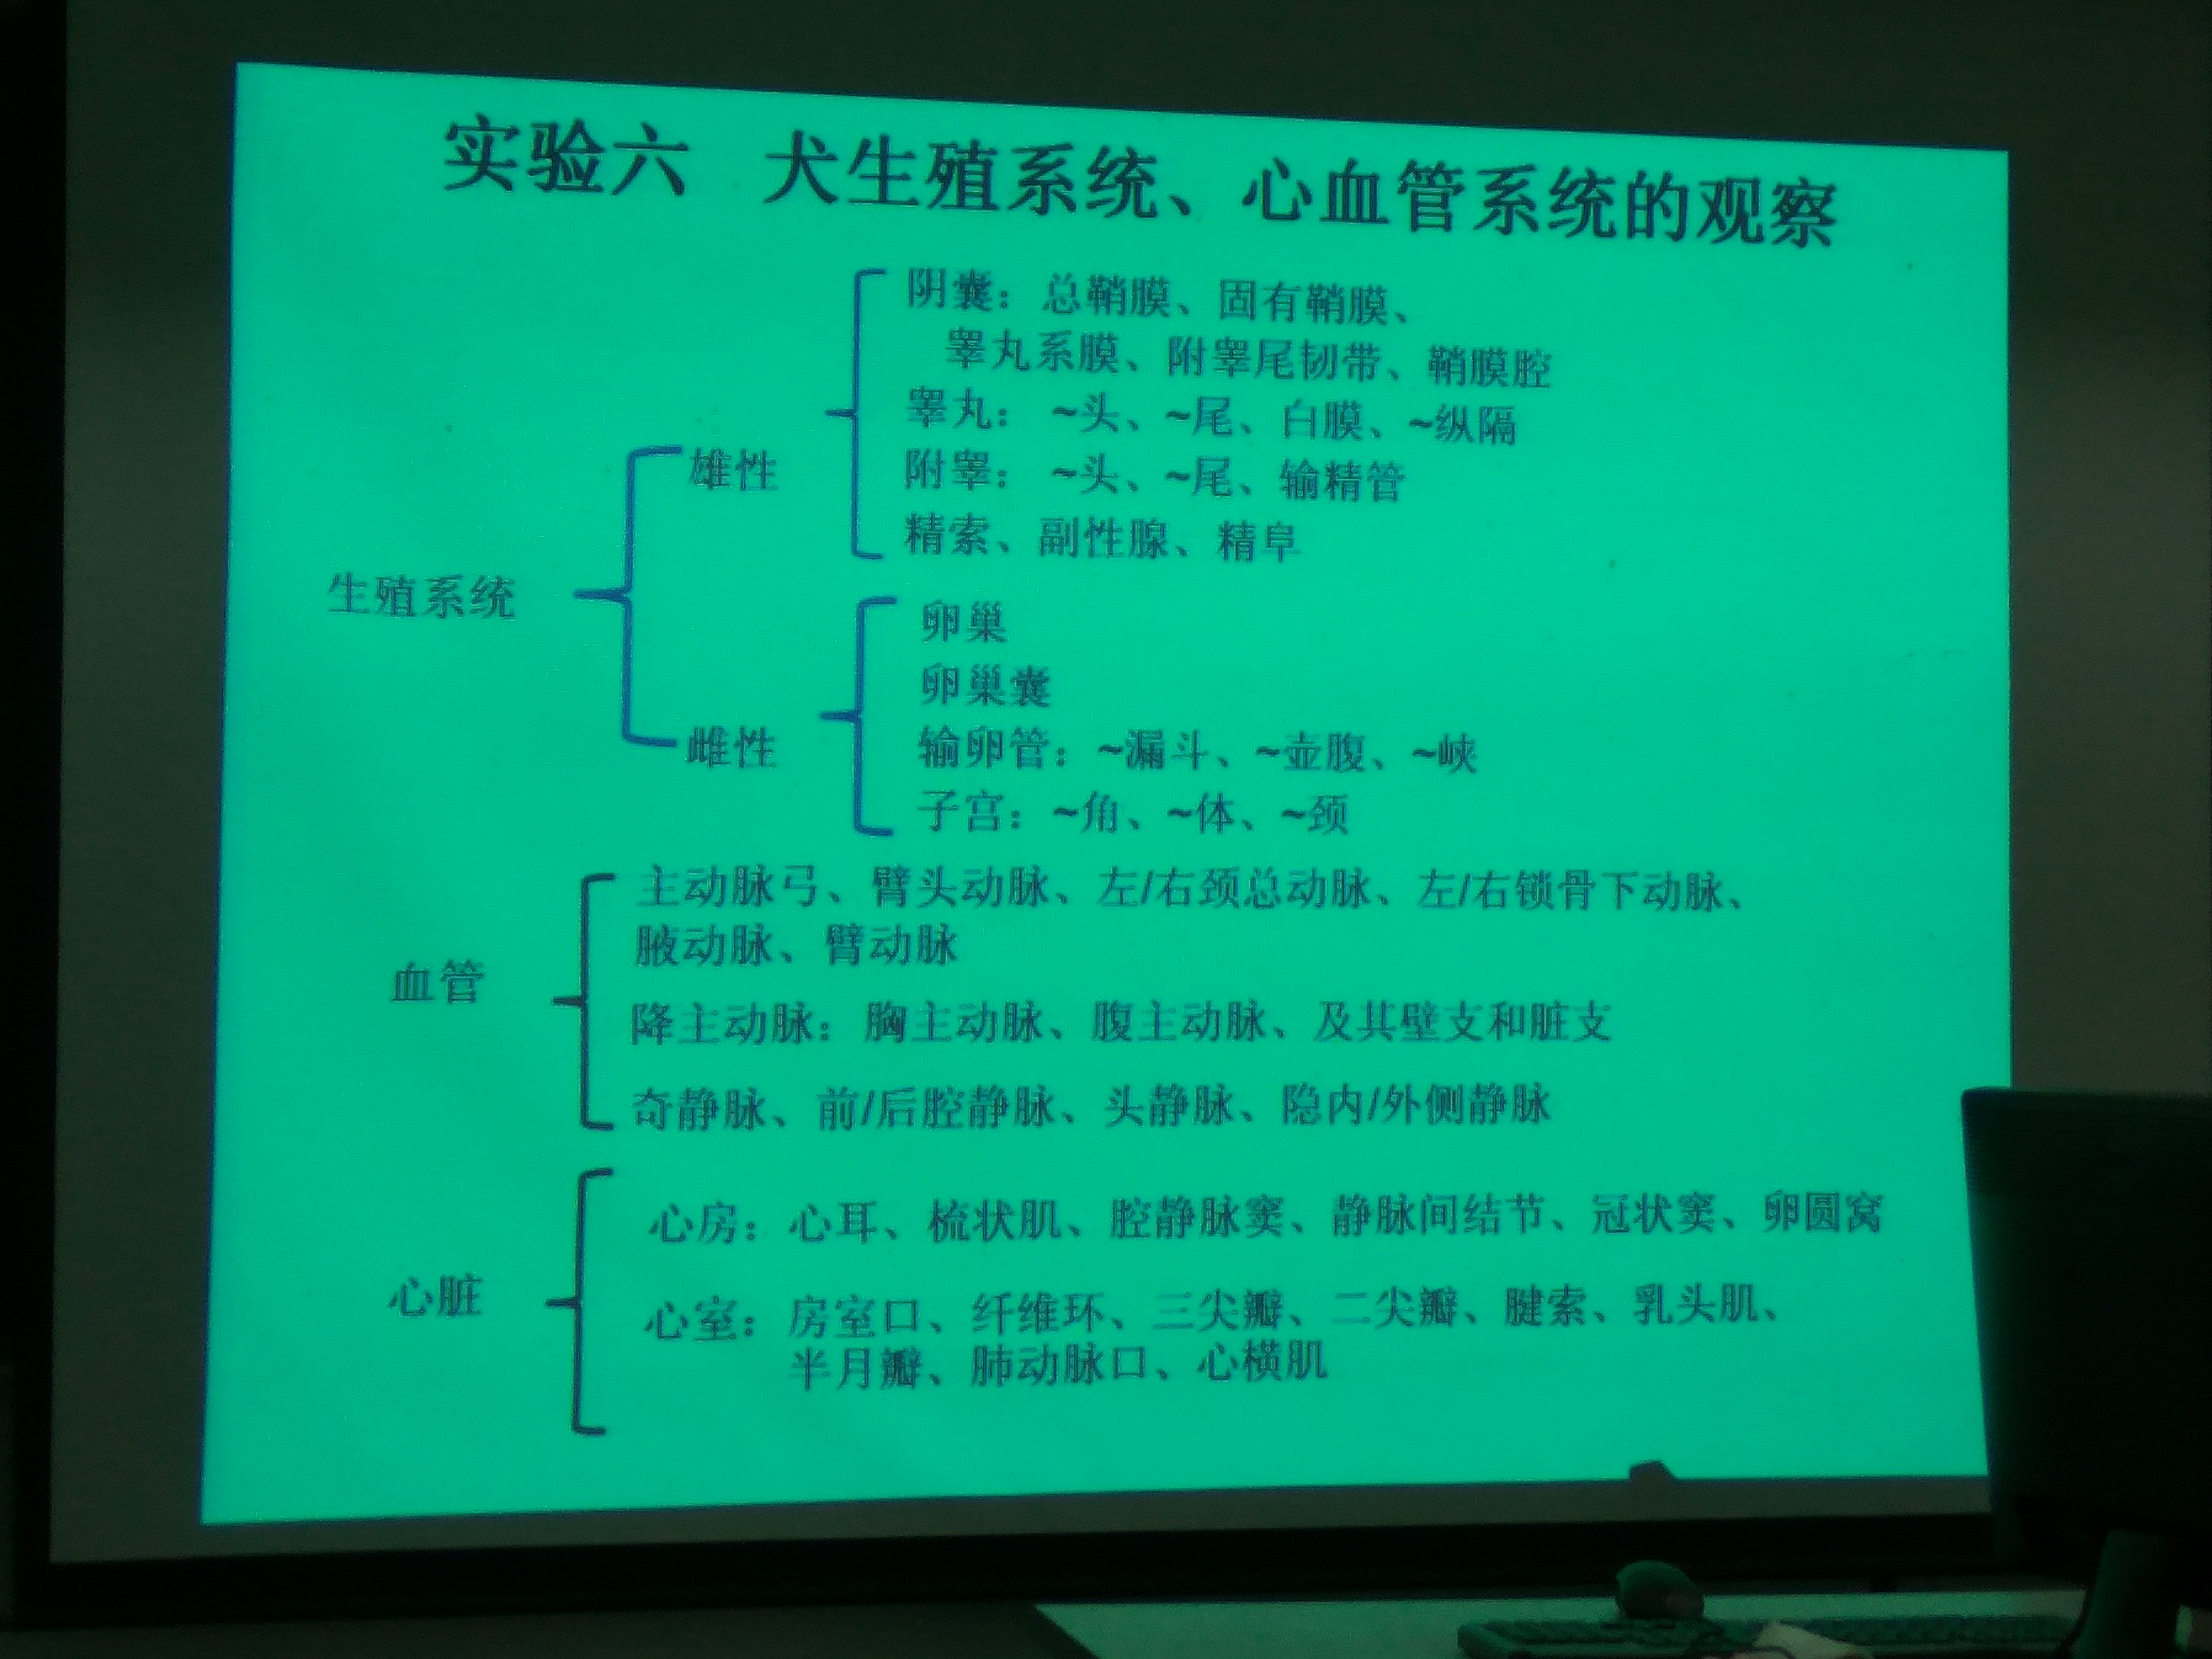 实验六 犬生殖系统、心血管系统的观察
生殖系统
雄性
阴囊：总鞘膜、固有鞘膜、
睾丸系膜、附睾尾韧带、鞘膜腔
睾丸： ~头、~尾、白膜、~纵隔
附睾： ~头、~尾、输精管
精索、副性腺、精阜
雌性
卵巢
卵巢囊
输卵管：~漏斗、~壶腹、~峡
子宫：~角、~体、~颈
血管
主动脉弓、臂头动脉、左/右颈总动脉、左/右锁骨下动脉、
腋动脉、臂动脉
降主动脉：胸主动脉、腹主动脉、及其壁支和脏支
奇静脉、前/后腔静脉、头静脉、隐内/外侧静脉
心脏
心房：心耳、梳状肌、腔静脉窦、静脉间结节、冠状窦、卵圆窝
心室：房室口、纤维环、三尖瓣、二尖瓣、腱索、乳头肌、
半月瓣、肺动脉口、心横肌